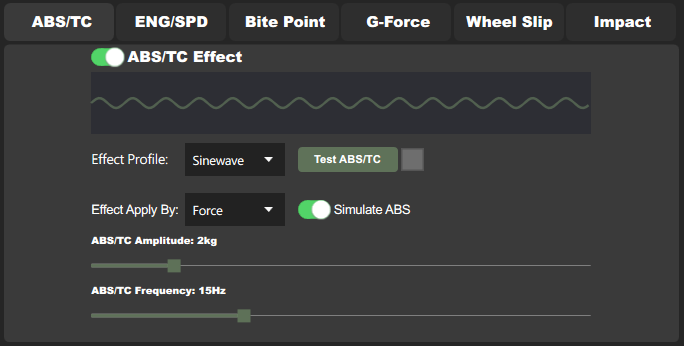 ABS/TC ENG/SPD Bite Point G-Force Wheel Slip Impact
ABS/TC Effect
Effect Profile: Sinewave Test ABS/TC
Effect Apply By: Force Simulate ABS
ABS/TC Amplitude: 2kg
ABS/TC Frequency: 15Hz